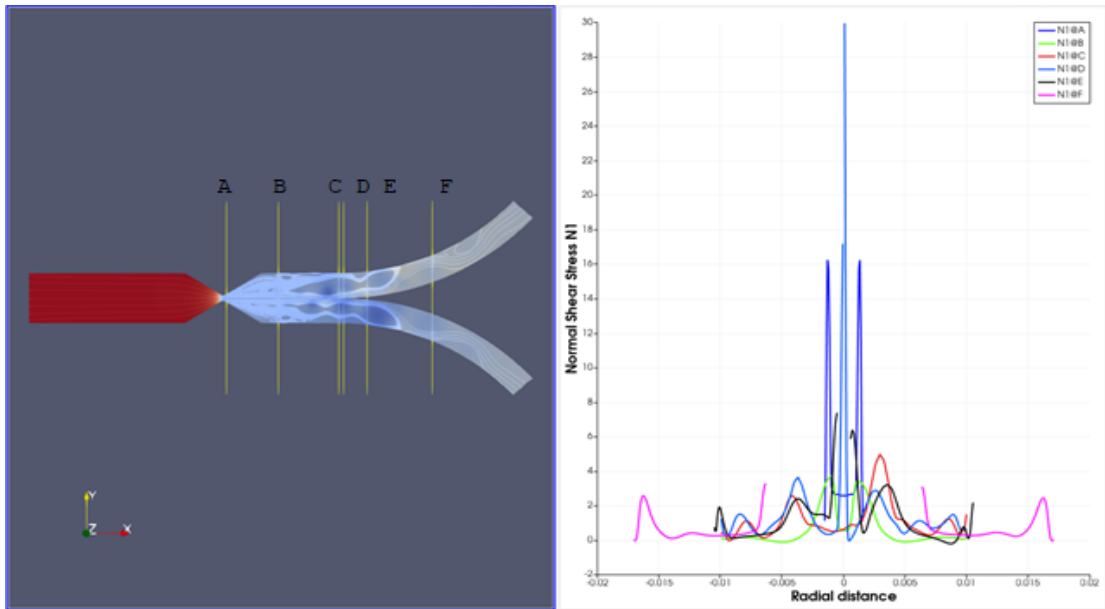 A B C D E F
Y
Z X
30
28
26
24
22
20
18
16
14
12
10
8
6
4
2
0
-2
-0.02 -0.015 -0.01 -0.005 0 0.005 0.01 0.015 0.02
Normal Shear Stress N1
Radial distance
N1@A
N1@B
N1@C
N1@D
N1@E
N1@F